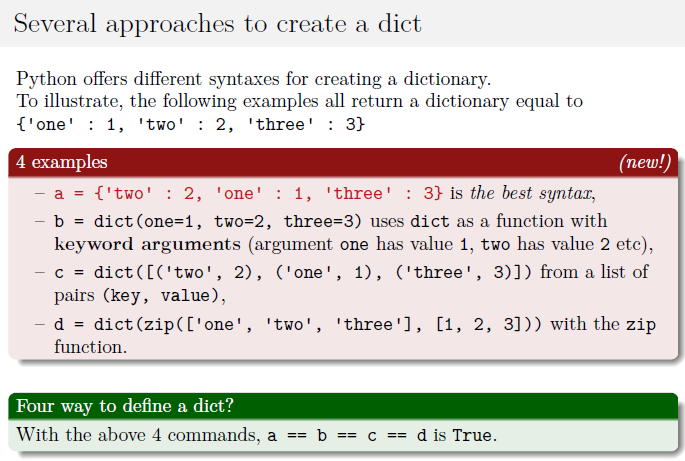 Several approaches to create a dict
Python offers different syntaxes for creating a dictionary.
To illustrate, the following examples all return a dictionary equal to
{'one' : 1, 'two' : 2, 'three' : 3}
4 examples (new!)
– a = {'two' : 2, 'one' : 1, 'three' : 3} is the best syntax,
– b = dict(one=1, two=2, three=3) uses dict as a function with
keyword arguments (argument one has value 1, two has value 2 etc),
– c = dict([('two', 2), ('one', 1), ('three', 3)]) from a list of
pairs (key, value),
– d = dict(zip(['one', 'two', 'three'], [1, 2, 3])) with the zip
function.
Four way to define a dict?
With the above 4 commands, a == b == c == d is True.